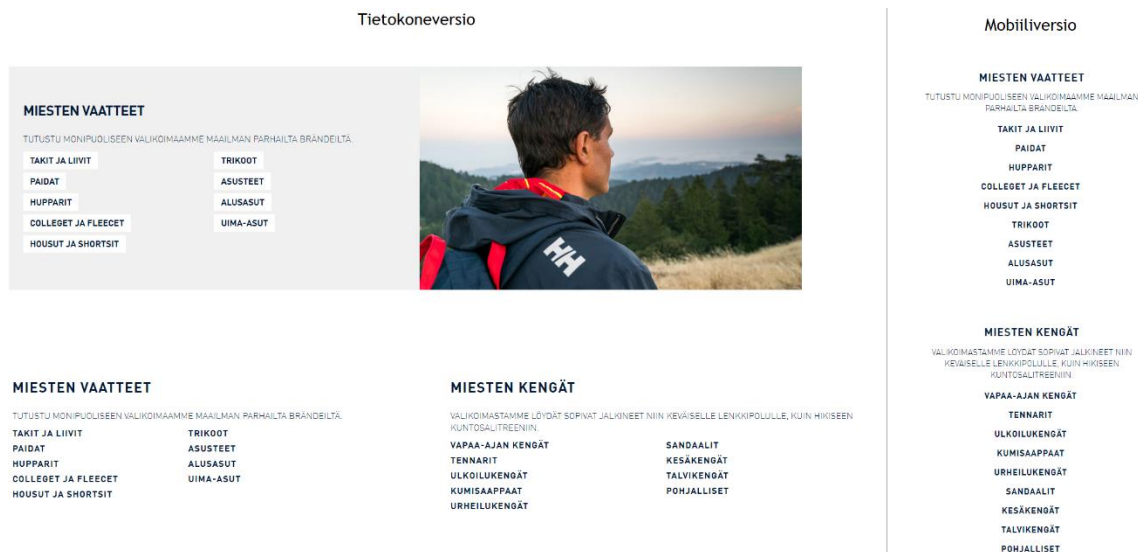 Tietokoneversio
MIESTEN VAATTEET
TUTUSTU MONIPUOLISEEN VALIKOIMAAMME MAAILMAN PARHAILTA BRÄNDEILTÄ.
TAKIT JA LIIVIT
PAIDAT
HUPPARIT
COLLEGET JA FLEECET
HOUSUT JA SHORTSIT
TRIKOOT
ASUSTEET
ALUSASUT
UIMA-ASUT
HH
MIESTEN VAATTEET
TUTUSTU MONIPUOLISEEN VALIKOIMAAMME MAAILMAN PARHAILTA BRÄNDEILTÄ.
TAKIT JA LIIVIT
PAIDAT
HUPPARIT
COLLEGET JA FLEECET
HOUSUT JA SHORTSIT
TRIKOOT
ASUSTEET
ALUSASUT
UIMA-ASUT
MIESTEN KENGÄT
VALIKOIMASTAMME LÖYDÄT SOPIVAT JALKINEET NIIN KEVÄISELLE LENKKIPOLULLE, KUIN HIKISEEN
KUNTOSALITREENIIN.
VAPAA-AJAN KENGÄT
TENNARIT
ULKOILUKENGÄT
KUMISAAPPAAT
URHEILUKENGÄT
SANDAALIT
KESÄKENGÄT
TALVIKENGÄT
POHJALLISET
Mobiiliversio
MIESTEN VAATTEET
TUTUSTU MONIPUOLISEEN VALIKOIMAAMME MAAILMAN
PARHAILTA BRÄNDEILTÄ.
TAKIT JA LIIVIT
PAIDAT
HUPPARIT
COLLEGET JA FLEECET
HOUSUT JA SHORTSIT
TRIKOOT
ASUSTEET
ALUSASUT
UIMA-ASUT
MIESTEN KENGÄT
VALIKOIMASTAMME LÖYDÄT SOPIVAT JALKINEET NIIN
KEVÄISELLE LENKKIPOLULLE, KUIN HIKISEEN
KUNTOSALITREENIIN.
VAPAA-AJAN KENGÄT
TENNARIT
ULKOILUKENGÄT
KUMISAAPPAAT
URHEILUKENGÄT
SANDAALIT
KESÄKENGÄT
TALVIKENGÄT
POHJALLISET